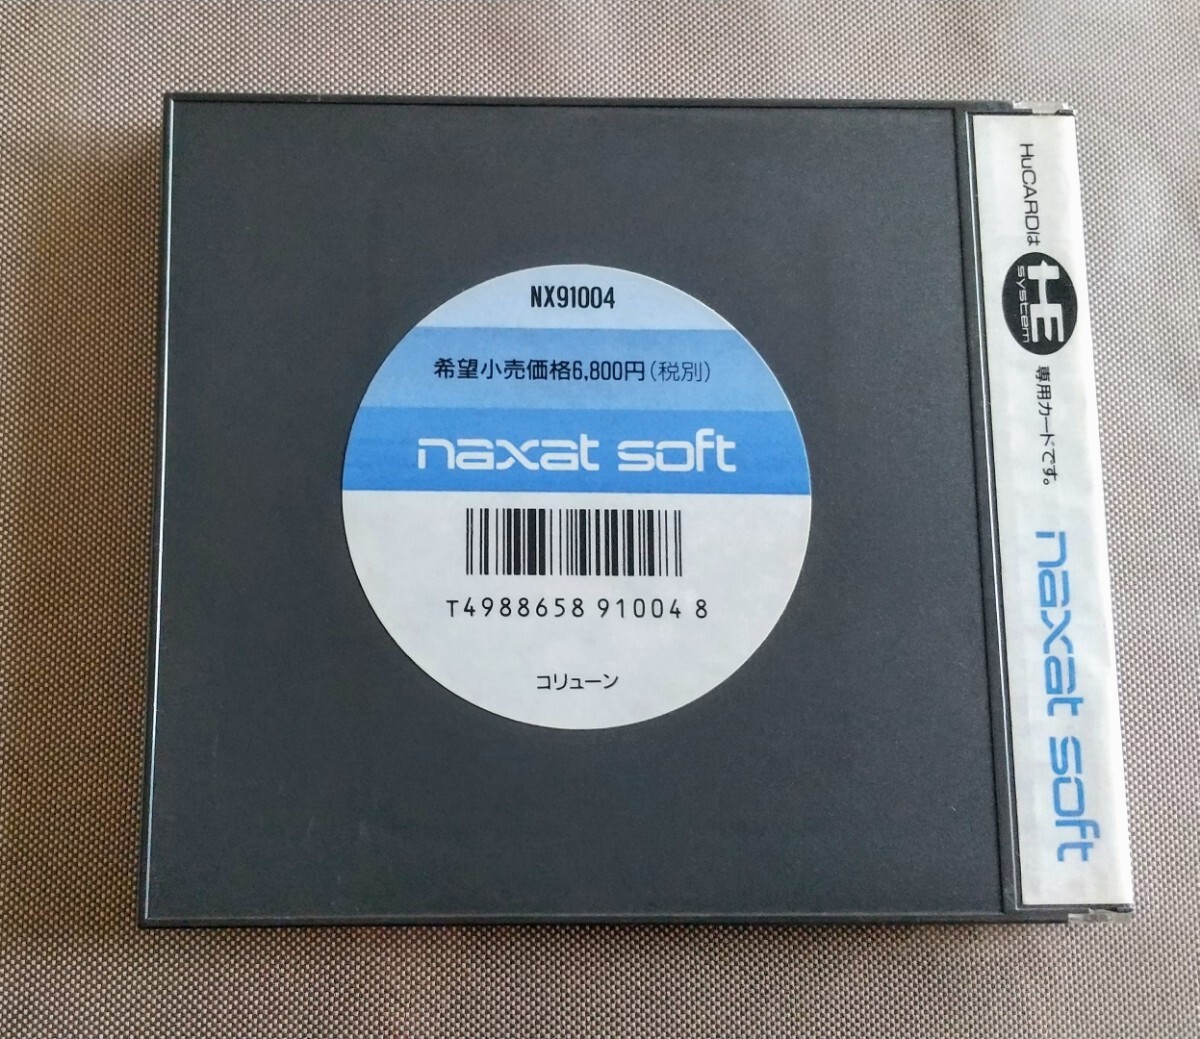 NX91004
希望小売価格6,800円(税別)
naxat soft
T4988658 91004 8
コリューン
HuCARDは HE system 専用カードです。 naxat soft